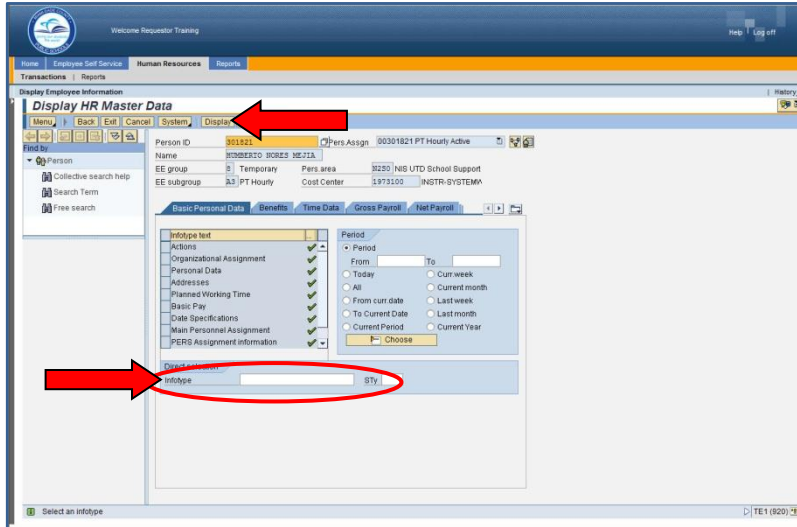 Welcome Requestor Training
Help Log off
Home Employee Self Service Human Resources Reports
Transactions | Reports
Display Employee Information | History
Display HR Master Data
Menu Back Exit Cancel System Display
Find by
Person
Collective search help
Search Term
Free search
Person ID 301821 Pers.Assgn 00301821 PT Hourly Active
Name HUMBERTO NORES MEJIA
EE group 8 Temporary Pers.area NIS UTD School Support
EE subgroup A3 PT Hourly Cost Center 1973100 INSTR-SYSTEMW
Basic Personal Data Benefits Time Data Gross Payroll Net Payroll
Infotype text
Actions
Organizational Assignment
Personal Data
Addresses
Planned Working Time
Basic Pay
Date Specifications
Main Personnel Assignment
PERS Assignment information
Period
Period
From To
Today Curr.week
All Current month
From curr.date Last week
To Current Date Last month
Current Period Current Year
Choose
Direct selection
Infotype STy
Select an infotype
TE1 (820)